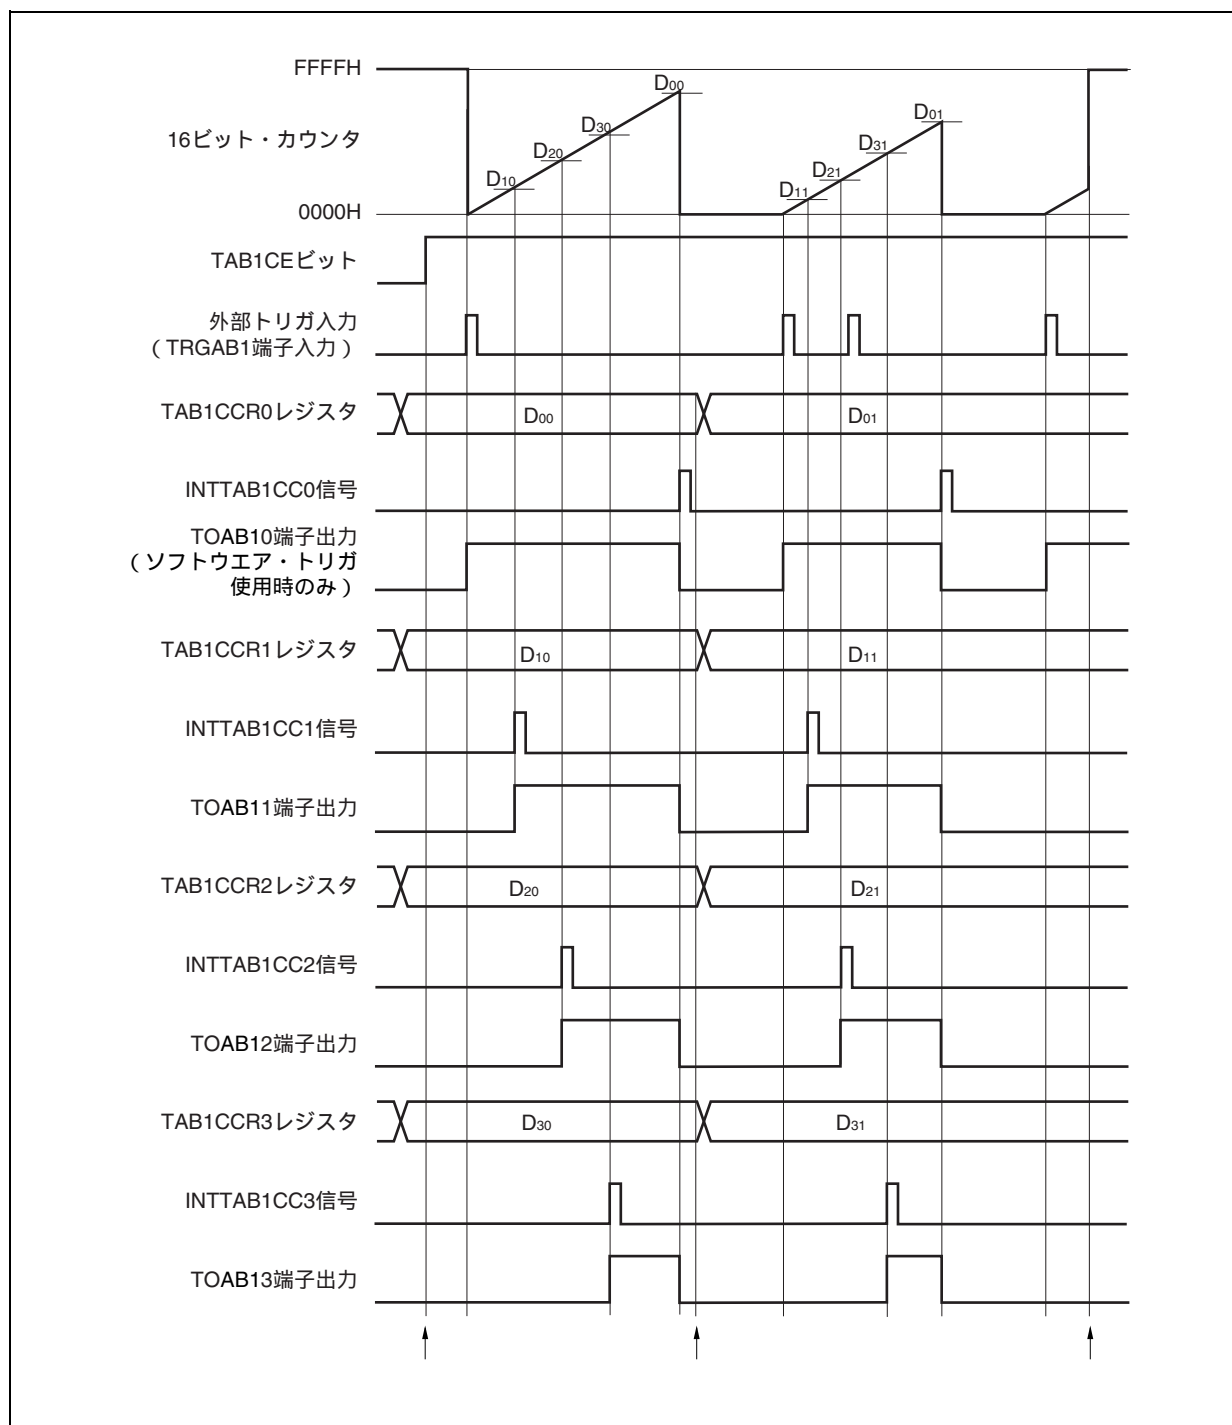 FFFFH
D00
D30
D20
D10
D01
D31
D21
D11
16ビット・カウンタ
0000H
TAB1CEビット
外部トリガ入力
（TRGAB1端子入力）
TAB1CCR0レジスタ
D00
D01
INTTAB1CC0信号
TOAB10端子出力
（ソフトウエア・トリガ
使用時のみ）
TAB1CCR1レジスタ
D10
D11
INTTAB1CC1信号
TOAB11端子出力
TAB1CCR2レジスタ
D20
D21
INTTAB1CC2信号
TOAB12端子出力
TAB1CCR3レジスタ
D30
D31
INTTAB1CC3信号
TOAB13端子出力